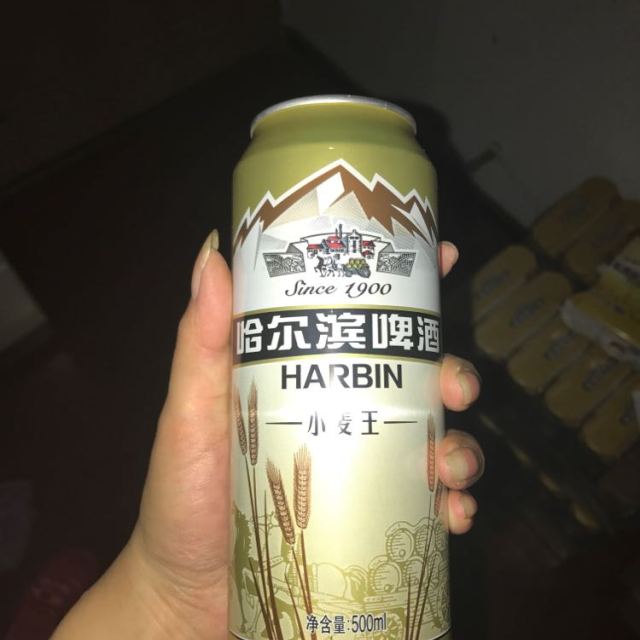 Since 1900
哈尔滨啤酒
HARBIN
小麦王
净含量:500ml